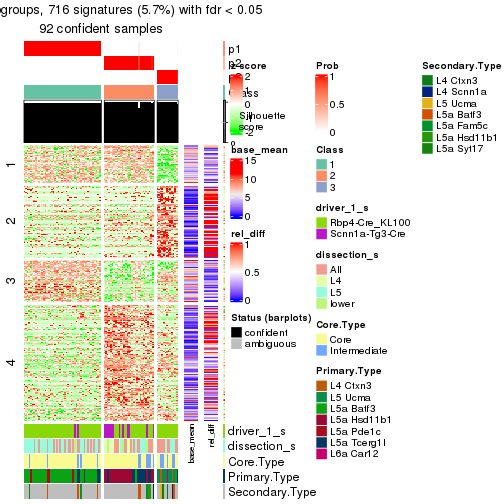 ogroups, 716 signatures (5.7%) with fdr < 0.05
92 confident samples
p1
p2
z-score
2
1
0
-1
-2
Class
Silhouette
score
1
2
3
4
base_mean
15
10
5
0
rel_diff
1
0.5
0
Status (barplots)
confident
ambiguous
base_mean
rel_diff
driver_1_s
dissection_s
Core.Type
Primary.Type
Secondary.Type
Prob
1
0.5
0
Class
1
2
3
driver_1_s
Rbp4-Cre_KL100
Scnn1a-Tg3-Cre
dissection_s
All
L4
L5
lower
Core.Type
Core
Intermediate
Primary.Type
L4 Ctxn3
L5 Ucma
L5a Batf3
L5a Hsd11b1
L5a Pde1c
L5a Tcerg1l
L6a Car12
Secondary.Type
L4 Ctxn3
L4 Scnn1a
L5 Ucma
L5a Batf3
L5a Fam5c
L5a Hsd11b1
L5a Syt17